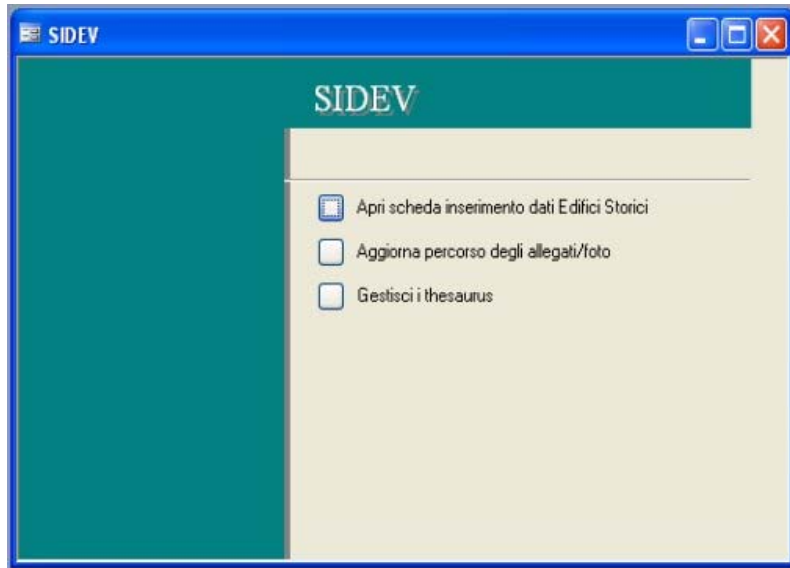 SIDEV
SIDEV
Apri scheda inserimento dati Edifici Storici
Aggiorna percorso degli allegati/foto
Gestisci i thesaurus